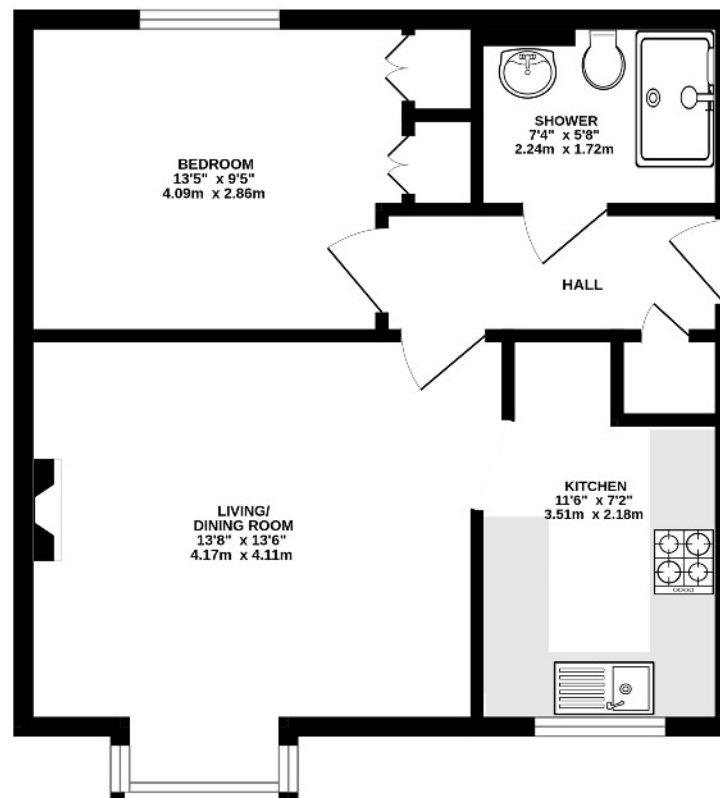 SHOWER
7'4" x 5'8"
2.24m x 1.72m
BEDROOM
13'5" x 9'5"
4.09m x 2.86m
HALL
KITCHEN
11'6" x 7'2"
3.51m x 2.18m
LIVING/
DINING ROOM
13'8" x 13'6"
4.17m x 4.11m